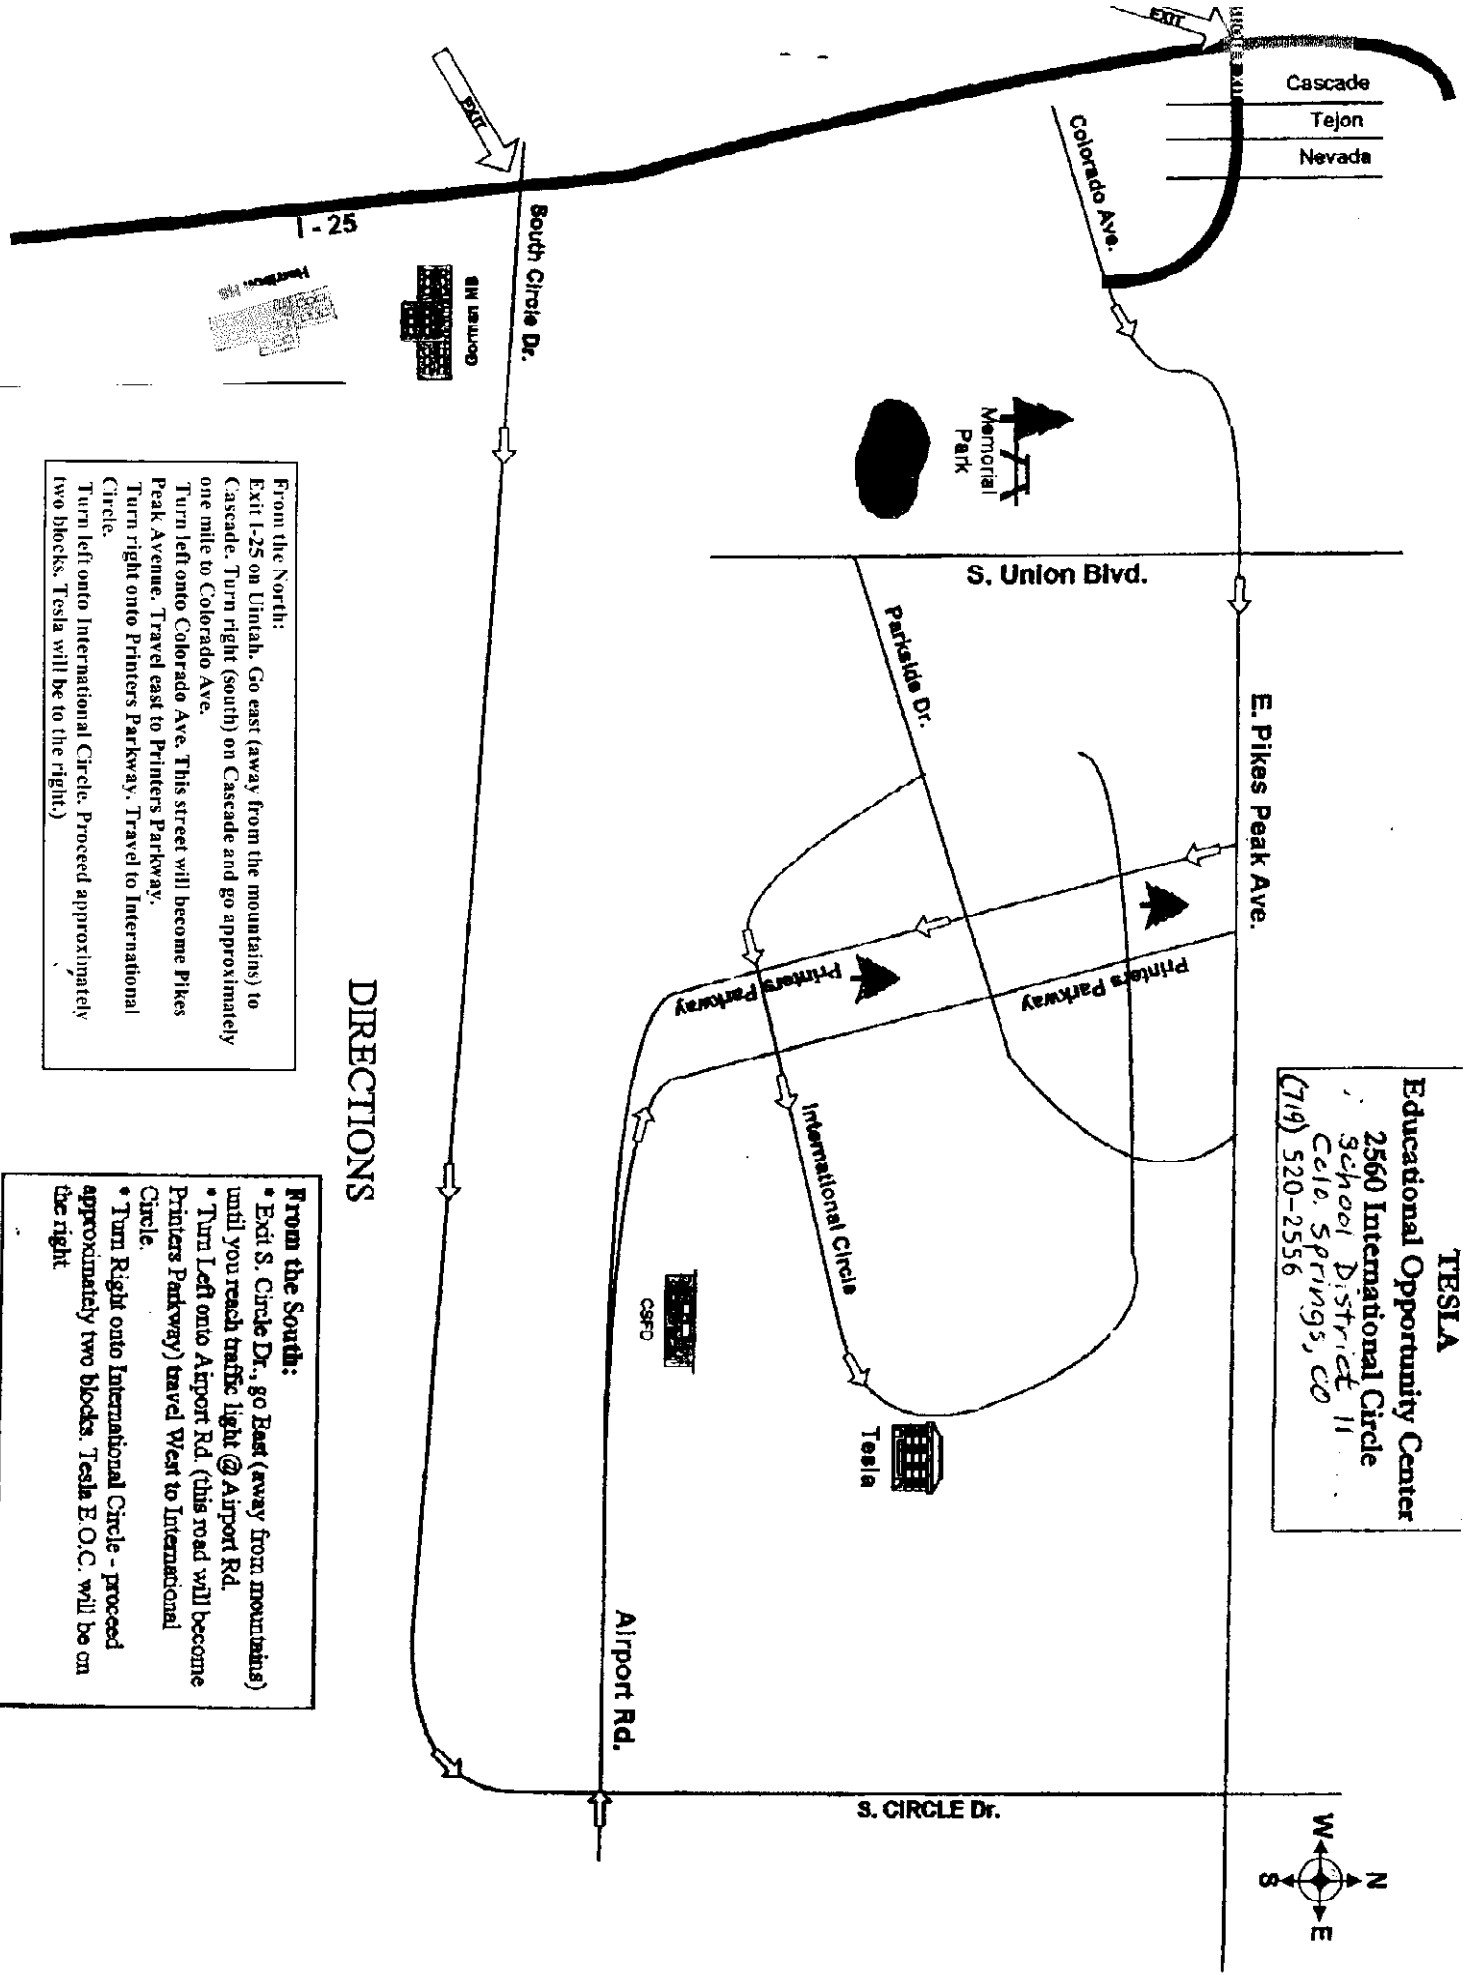 TESLA
Educational Opportunity Center
2560 International Circle
School District 11
Colo. Springs, CO
(719) 520-2556
N
W
E
S
EXIT
Cascade
Tejon
Nevada
Colorado Ave.
E. Pikes Peak Ave.
Memorial
Park
S. Union Blvd.
Parkside Dr.
Printers Parkway
Printers Parkway
International Circle
Tesla
CSFD
Airport Rd.
S. CIRCLE Dr.
EXIT
I - 25
South Circle Dr.
Gorman MS
HS
DIRECTIONS
From the North:
Exit I-25 on Uintah. Go east (away from the mountains) to
Cascade. Turn right (south) on Cascade and go approximately
one mile to Colorado Ave.
Turn left onto Colorado Ave. This street will become Pikes
Peak Avenue. Travel east to Printers Parkway.
Turn right onto Printers Parkway. Travel to International
Circle.
Turn left onto International Circle. Proceed approximately
two blocks. Tesla will be to the right.)
From the South:
* Exit S. Circle Dr., go East (away from mountains)
until you reach traffic light @ Airport Rd.
* Turn Left onto Airport Rd. (this road will become
Printers Parkway) travel West to International
Circle.
* Turn Right onto International Circle - proceed
approximately two blocks. Tesla E.O.C. will be on
the right